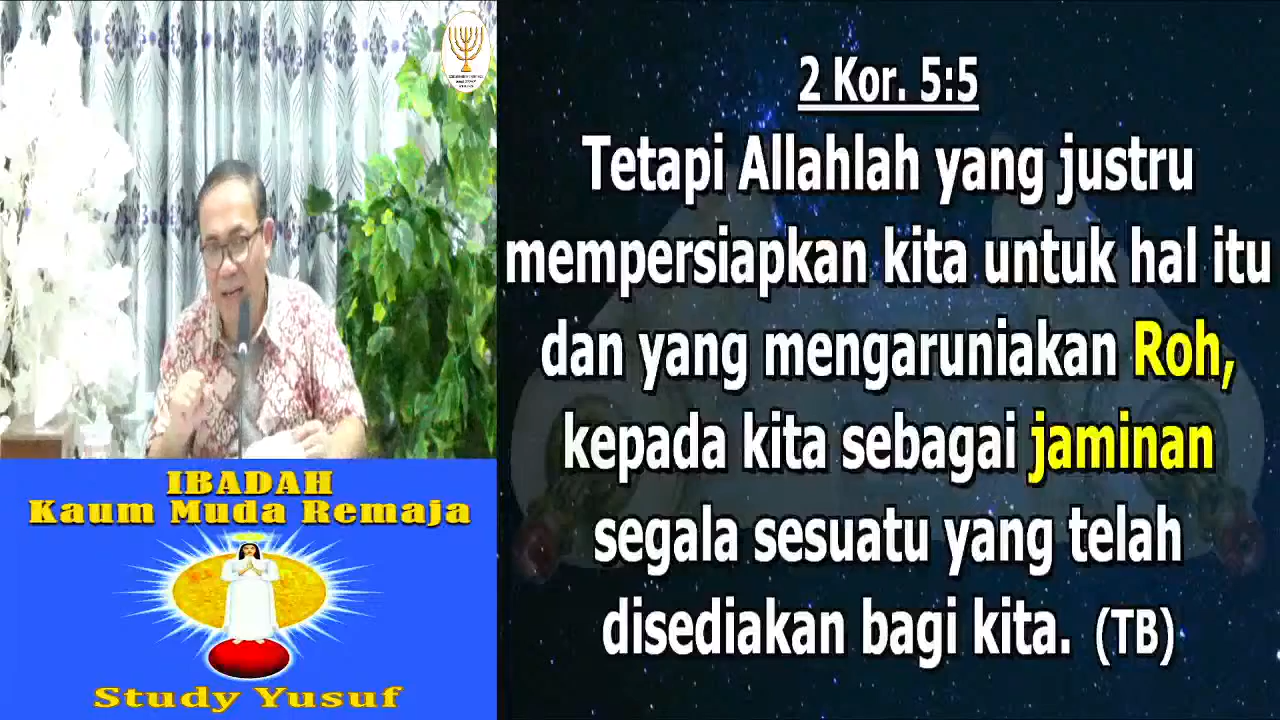 IBADAH
Kaum Muda Remaja
Study Yusuf
2 Kor. 5:5
Tetapi Allahlah yang justru
mempersiapkan kita untuk hal itu
dan yang mengaruniakan Roh,
kepada kita sebagai jaminan
segala sesuatu yang telah
disediakan bagi kita. (TB)